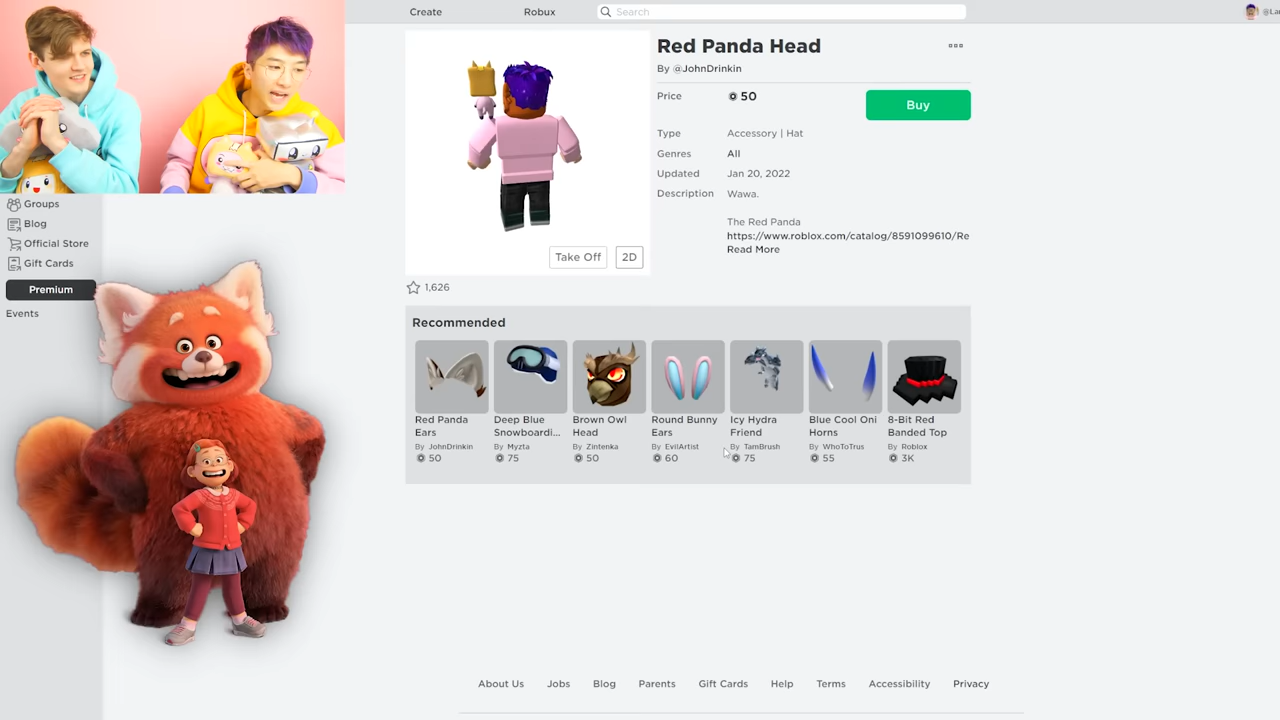 Create
Robux
Search
@La
Groups
Blog
Official Store
Gift Cards
Premium
Events
Take Off
2D
1,626
Red Panda Head
By @JohnDrinkin
Price 50
Buy
Type Accessory | Hat
Genres All
Updated Jan 20, 2022
Description Wawa.
The Red Panda
https://www.roblox.com/catalog/8591099610/Re
Read More
Recommended
Red Panda
Ears
By JohnDrinkin
50
Deep Blue
Snowboardi...
By Myzta
75
Brown Owl
Head
By Zintenka
50
Round Bunny
Ears
By EvilArtist
60
Icy Hydra
Friend
By TamBrush
75
Blue Cool Oni
Horns
By WhoToTrus
55
8-Bit Red
Banded Top
By Roblox
3K
About Us
Jobs
Blog
Parents
Gift Cards
Help
Terms
Accessibility
Privacy